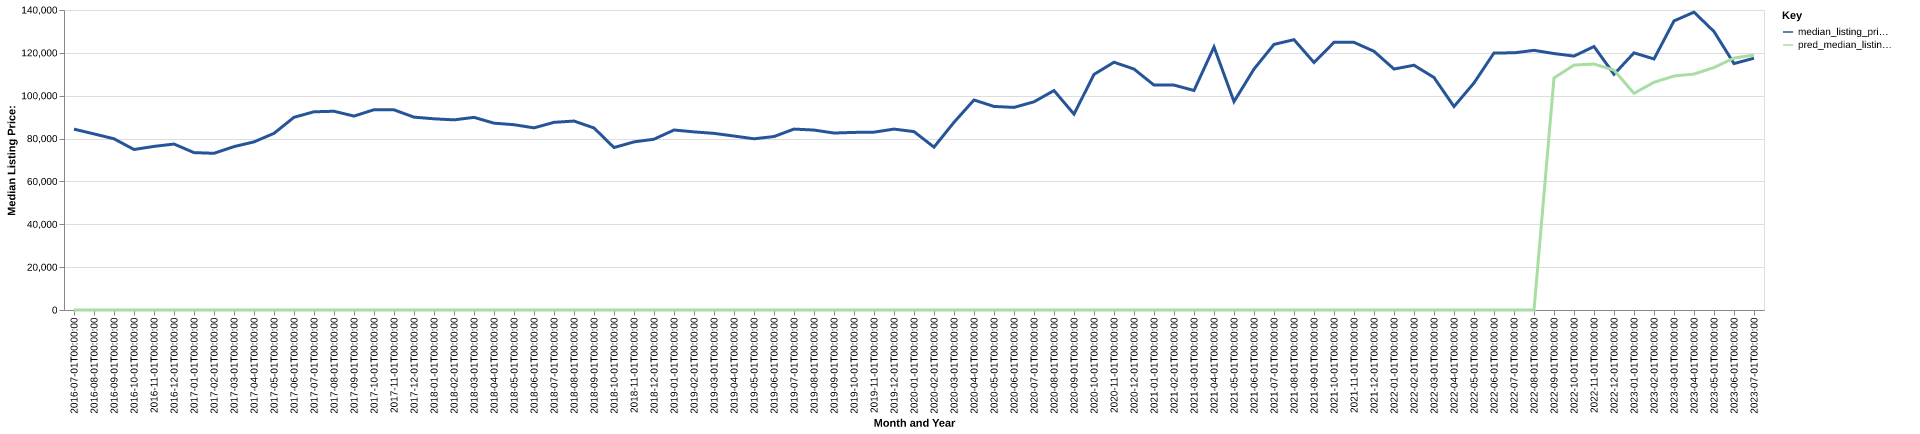 Key
median_listing_pri...
pred_median_listin...
Median Listing Price:
140,000
120,000
100,000
80,000
60,000
40,000
20,000
0
2016-07-01T00:00:00
2016-08-01T00:00:00
2016-09-01T00:00:00
2016-10-01T00:00:00
2016-11-01T00:00:00
2016-12-01T00:00:00
2017-01-01T00:00:00
2017-02-01T00:00:00
2017-03-01T00:00:00
2017-04-01T00:00:00
2017-05-01T00:00:00
2017-06-01T00:00:00
2017-07-01T00:00:00
2017-08-01T00:00:00
2017-09-01T00:00:00
2017-10-01T00:00:00
2017-11-01T00:00:00
2017-12-01T00:00:00
2018-01-01T00:00:00
2018-02-01T00:00:00
2018-03-01T00:00:00
2018-04-01T00:00:00
2018-05-01T00:00:00
2018-06-01T00:00:00
2018-07-01T00:00:00
2018-08-01T00:00:00
2018-09-01T00:00:00
2018-10-01T00:00:00
2018-11-01T00:00:00
2018-12-01T00:00:00
2019-01-01T00:00:00
2019-02-01T00:00:00
2019-03-01T00:00:00
2019-04-01T00:00:00
2019-05-01T00:00:00
2019-06-01T00:00:00
2019-07-01T00:00:00
2019-08-01T00:00:00
2019-09-01T00:00:00
2019-10-01T00:00:00
2019-11-01T00:00:00
2019-12-01T00:00:00
2020-01-01T00:00:00
2020-02-01T00:00:00
2020-03-01T00:00:00
2020-04-01T00:00:00
2020-05-01T00:00:00
2020-06-01T00:00:00
2020-07-01T00:00:00
2020-08-01T00:00:00
2020-09-01T00:00:00
2020-10-01T00:00:00
2020-11-01T00:00:00
2020-12-01T00:00:00
2021-01-01T00:00:00
2021-02-01T00:00:00
2021-03-01T00:00:00
2021-04-01T00:00:00
2021-05-01T00:00:00
2021-06-01T00:00:00
2021-07-01T00:00:00
2021-08-01T00:00:00
2021-09-01T00:00:00
2021-10-01T00:00:00
2021-11-01T00:00:00
2021-12-01T00:00:00
2022-01-01T00:00:00
2022-02-01T00:00:00
2022-03-01T00:00:00
2022-04-01T00:00:00
2022-05-01T00:00:00
2022-06-01T00:00:00
2022-07-01T00:00:00
2022-08-01T00:00:00
2022-09-01T00:00:00
2022-10-01T00:00:00
2022-11-01T00:00:00
2022-12-01T00:00:00
2023-01-01T00:00:00
2023-02-01T00:00:00
2023-03-01T00:00:00
2023-04-01T00:00:00
2023-05-01T00:00:00
2023-06-01T00:00:00
2023-07-01T00:00:00
Month and Year